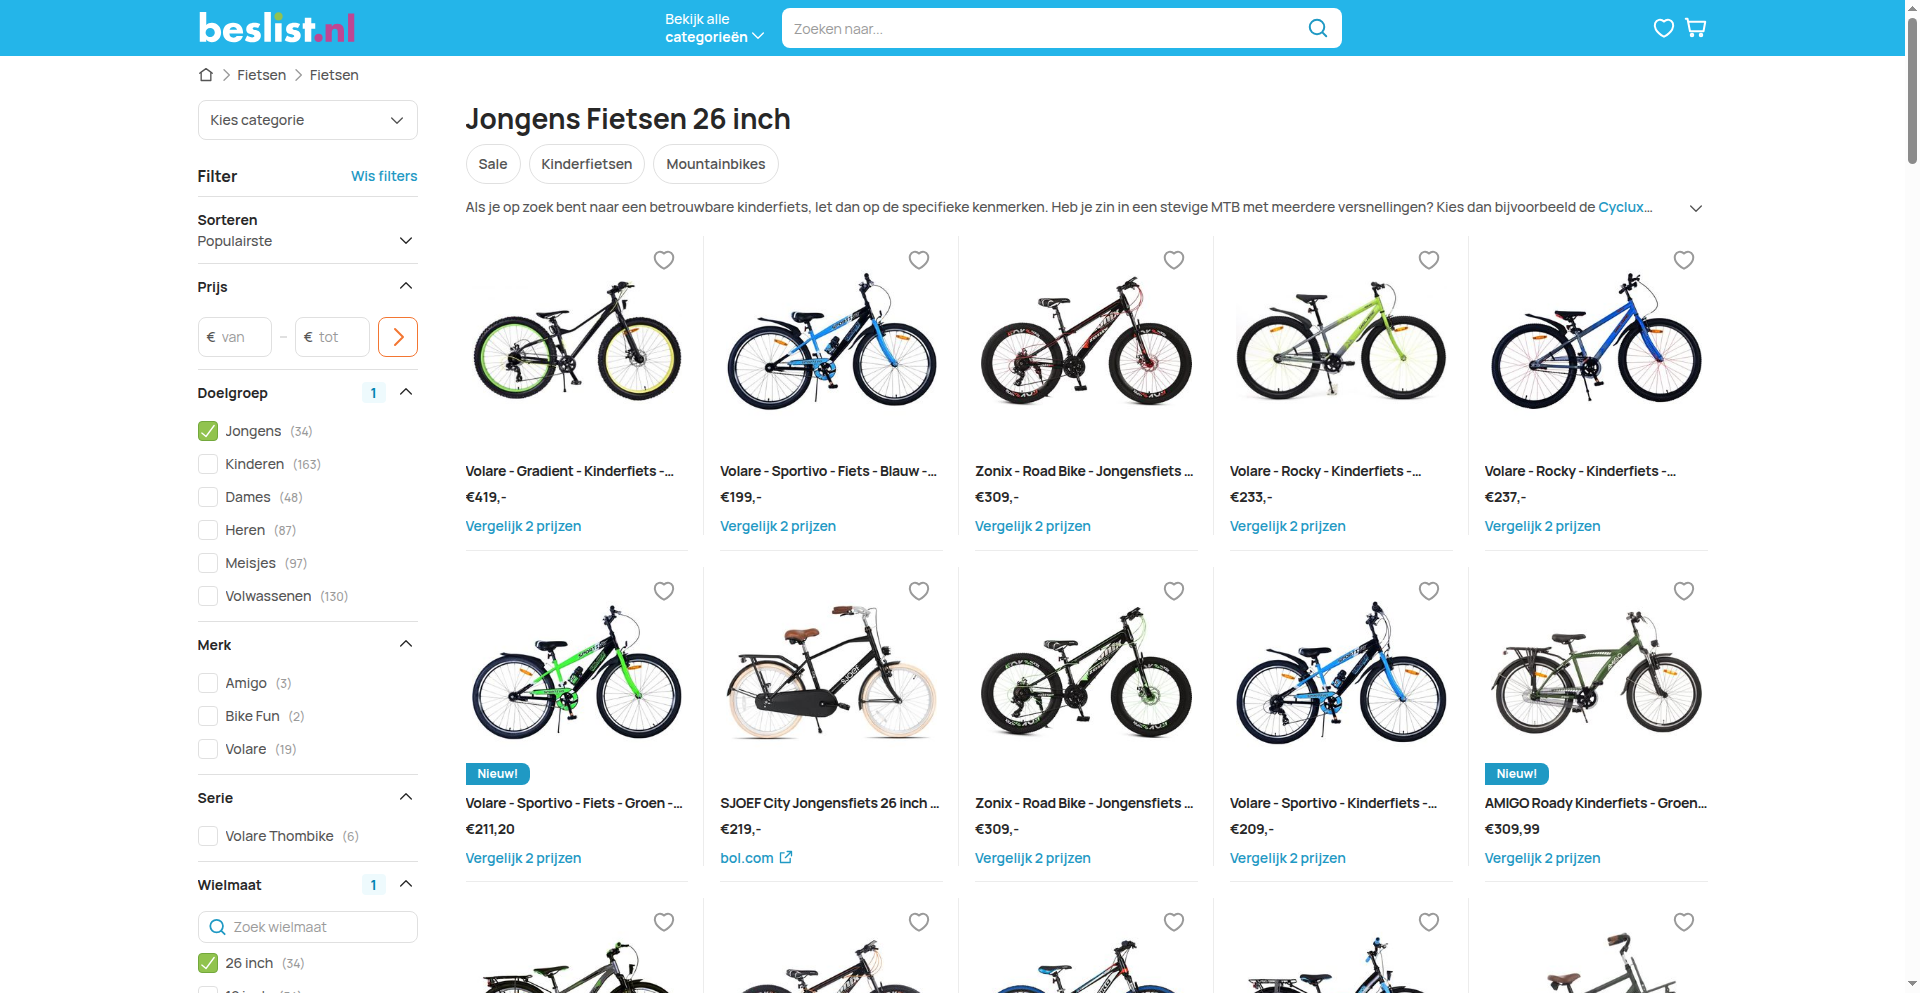 beslist.nl
Bekijk alle
categorieën
Zoeken naar...
Fietsen
Fietsen
Kies categorie
Filter
Wis filters
Sorteren
Populairste
Prijs
€ van
–
€ tot
Doelgroep
1
Jongens (34)
Kinderen (163)
Dames (48)
Heren (87)
Meisjes (97)
Volwassenen (130)
Merk
Amigo (3)
Bike Fun (2)
Volare (19)
Serie
Volare Thombike (6)
Wielmaat
1
Zoek wielmaat
26 inch (34)
Jongens Fietsen 26 inch
Sale
Kinderfietsen
Mountainbikes
Als je op zoek bent naar een betrouwbare kinderfiets, let dan op de specifieke kenmerken. Heb je zin in een stevige MTB met meerdere versnellingen? Kies dan bijvoorbeeld de Cyclux...
Volare - Gradient - Kinderfiets -...
€419,-
Vergelijk 2 prijzen
Volare - Sportivo - Fiets - Blauw -...
€199,-
Vergelijk 2 prijzen
Zonix - Road Bike - Jongensfiets ...
€309,-
Vergelijk 2 prijzen
Volare - Rocky - Kinderfiets -...
€233,-
Vergelijk 2 prijzen
Volare - Rocky - Kinderfiets -...
€237,-
Vergelijk 2 prijzen
Nieuw!
Volare - Sportivo - Fiets - Groen -...
€211,20
Vergelijk 2 prijzen
SJOEF City Jongensfiets 26 inch ...
€219,-
bol.com
Zonix - Road Bike - Jongensfiets ...
€309,-
Vergelijk 2 prijzen
Volare - Sportivo - Kinderfiets -...
€209,-
Vergelijk 2 prijzen
Nieuw!
AMIGO Roady Kinderfiets - Groen...
€309,99
Vergelijk 2 prijzen